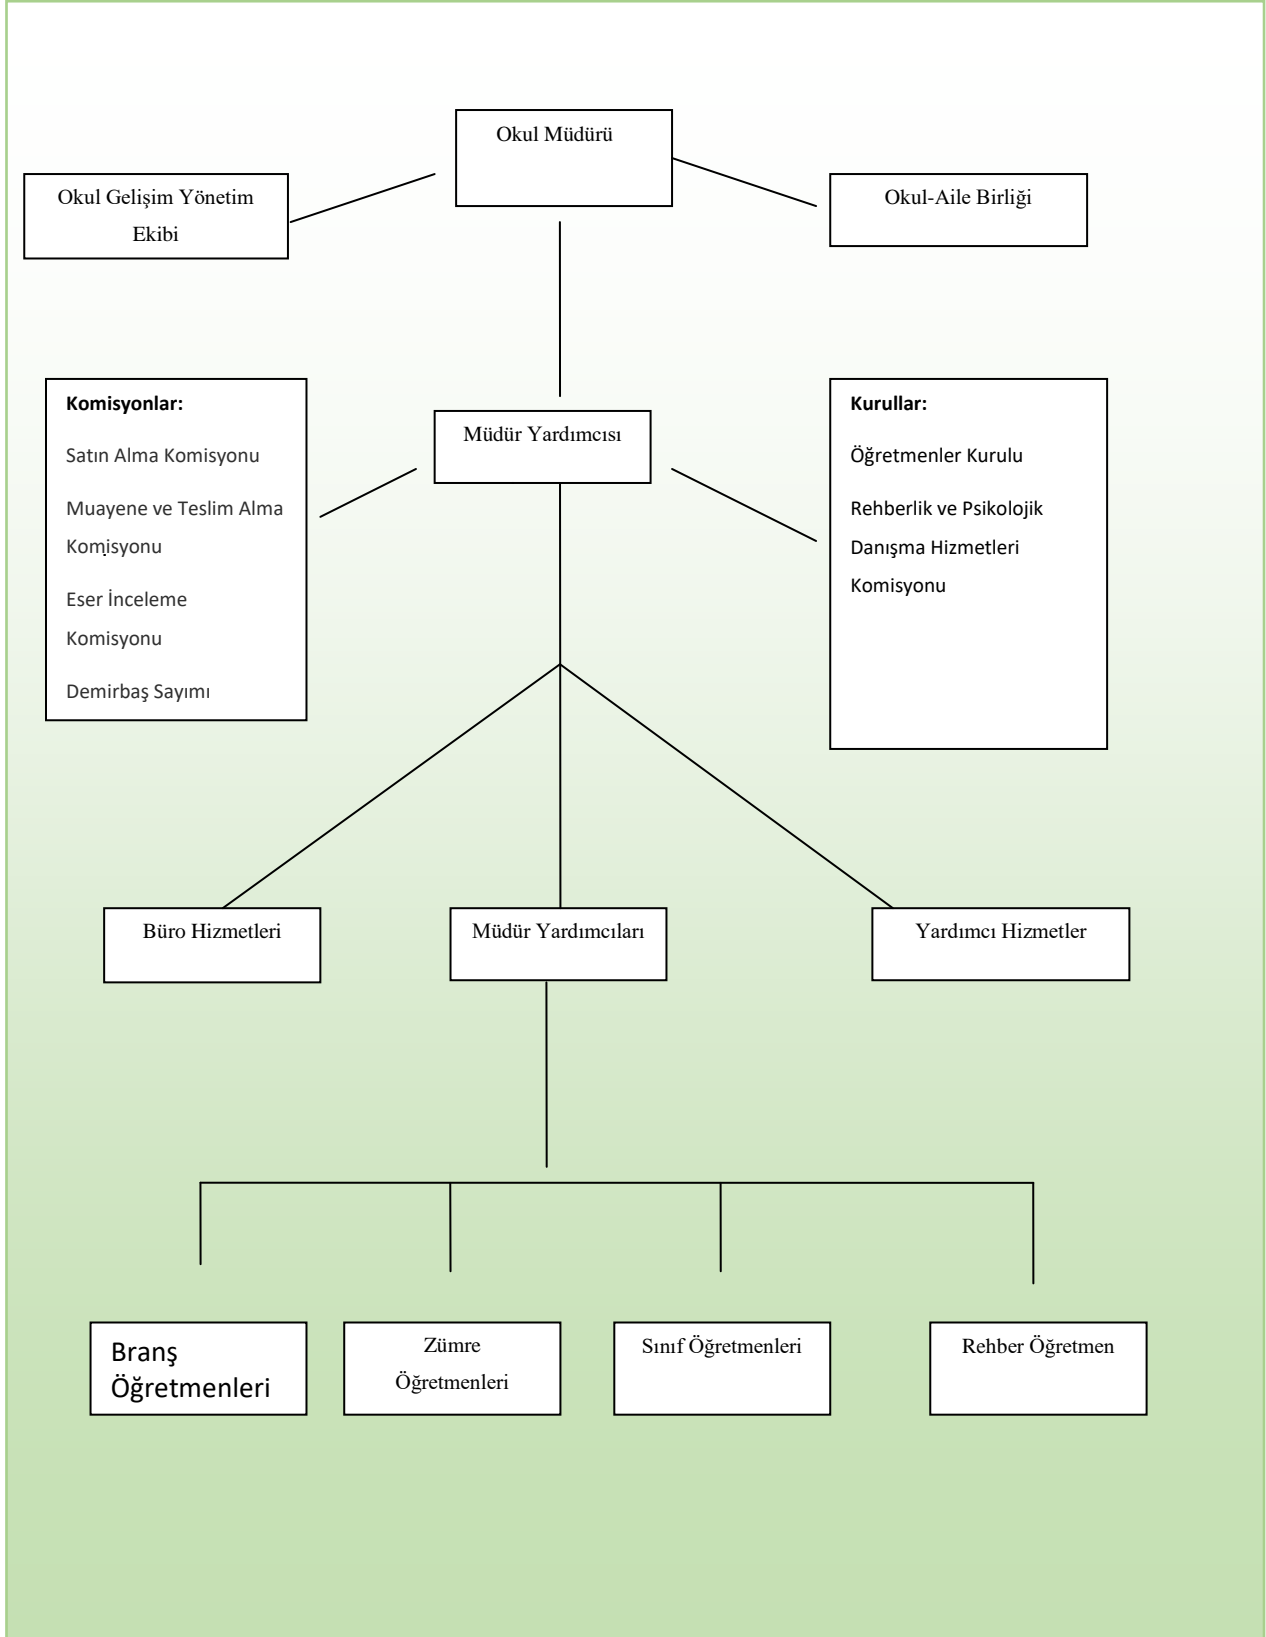 Okul Müdürü
Okul Gelişim Yönetim
Ekibi
Okul-Aile Birliği
Komisyonlar:
Satın Alma Komisyonu
Muayene ve Teslim Alma
Komisyonu
Eser İnceleme
Komisyonu
Demirbaş Sayımı
Müdür Yardımcısı
Kurullar:
Öğretmenler Kurulu
Rehberlik ve Psikolojik
Danışma Hizmetleri
Komisyonu
Büro Hizmetleri
Müdür Yardımcıları
Yardımcı Hizmetler
Branş
Öğretmenleri
Zümre
Öğretmenleri
Sınıf Öğretmenleri
Rehber Öğretmen